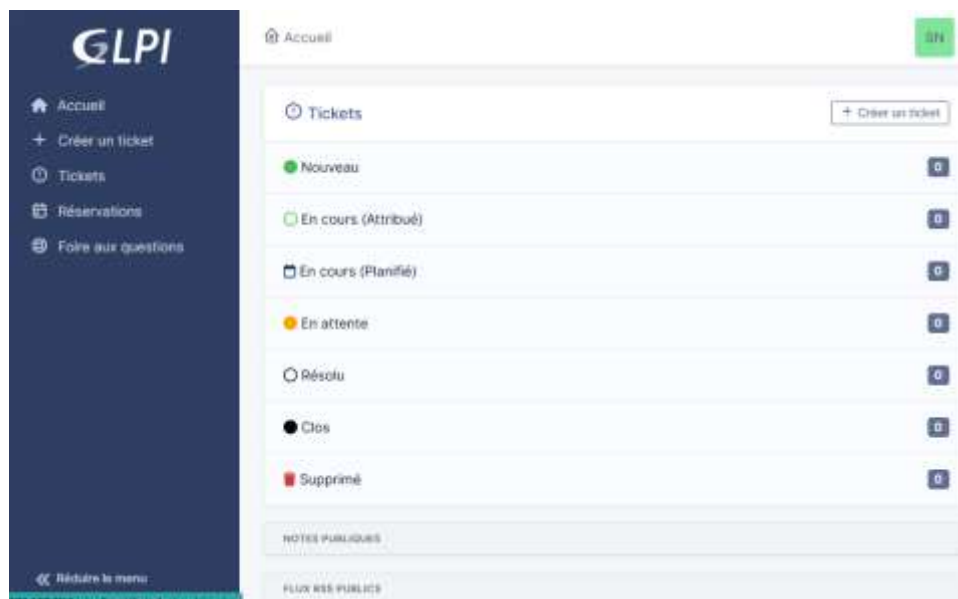 GLPI
Accueil
Créer un ticket
Tickets
Réservations
Foire aux questions
Réduire le menu
Accueil
SN
Tickets
+ Créer un ticket
Nouveau 0
En cours (Attribué) 0
En cours (Planifié) 0
En attente 0
Résolu 0
Clos 0
Supprimé 0
NOTES PUBLIQUES
FLUX RSS PUBLICS